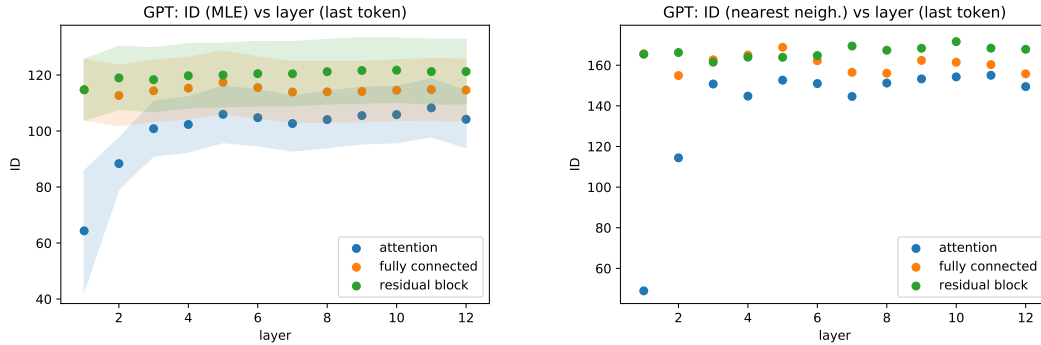 GPT: ID (MLE) vs layer (last token)
120
100
80
60
40
ID
2
4
6
8
10
12
layer
attention
fully connected
residual block
GPT: ID (nearest neigh.) vs layer (last token)
160
140
120
100
80
60
ID
2
4
6
8
10
12
layer
attention
fully connected
residual block